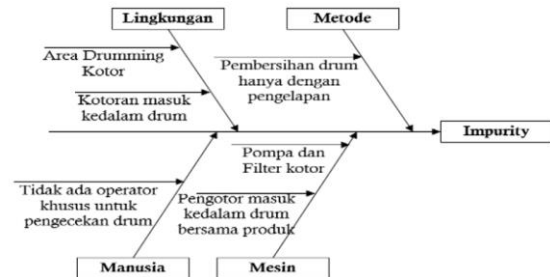 Lingkungan
Metode
Area Drumming
Kotor
Pembersihan drum
hanya dengan
pengelapan
Kotoran masuk
kedalam drum
Impurity
Pompa dan
Filter kotor
Tidak ada operator
khusus untuk
pengecekan drum
Pengotor masuk
kedalam drum
bersama produk
Manusia
Mesin